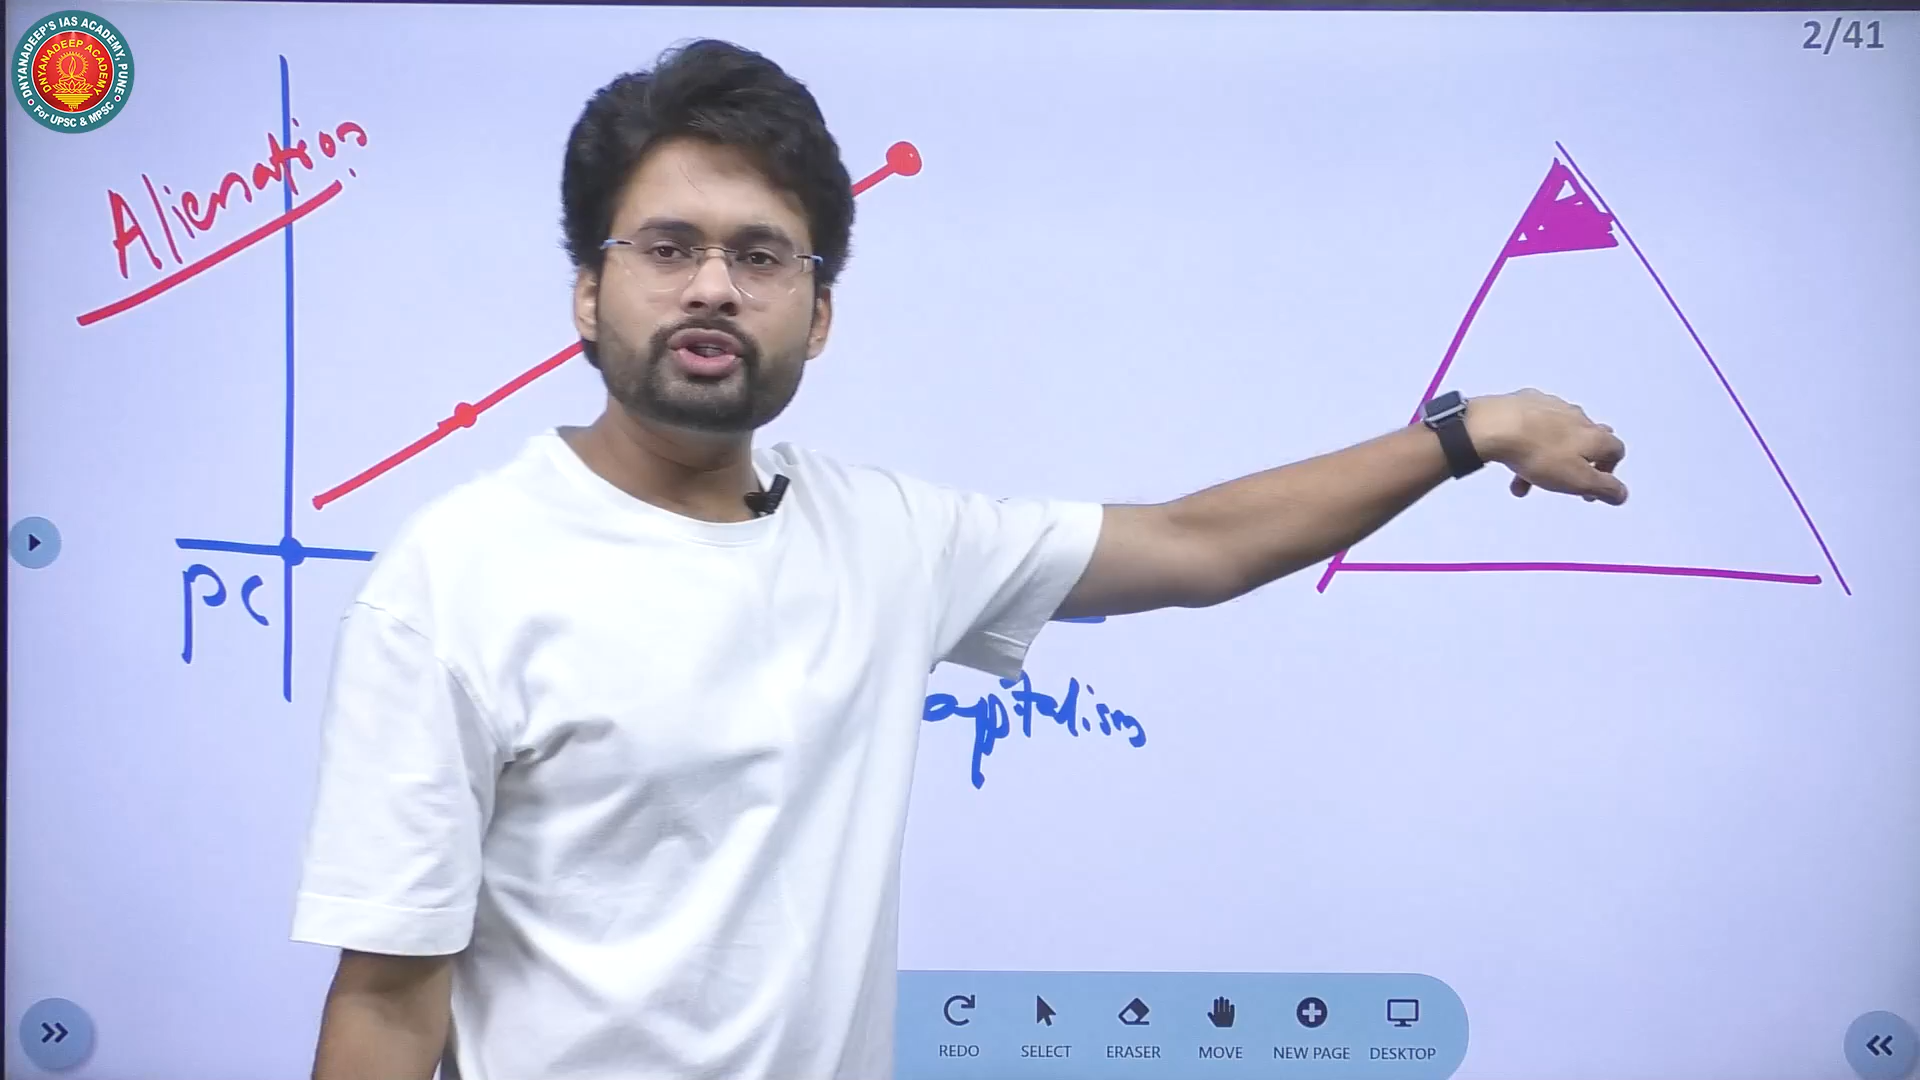 DNYANADEEP'S IAS ACADEMY, PUNE
DNYANADEEP ACADEMY
For UPSC & MPSC
2/41
Alienation
PC
apitalism
REDO SELECT ERASER MOVE NEW PAGE DESKTOP